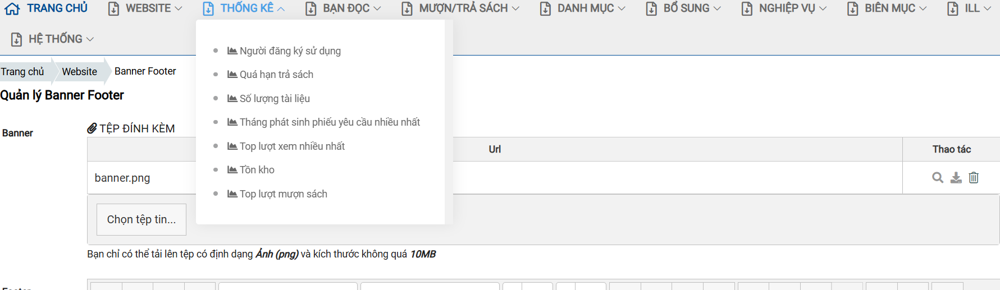 TRANG CHỦ WEBSITE THỐNG KÊ BẠN ĐỌC MƯỢN/TRẢ SÁCH DANH MỤC BỔ SUNG NGHIỆP VỤ BIÊN MỤC ILL
HỆ THỐNG
Người đăng ký sử dụng
Quá hạn trả sách
Số lượng tài liệu
Tháng phát sinh phiếu yêu cầu nhiều nhất
Top lượt xem nhiều nhất
Tồn kho
Top lượt mượn sách
Trang chủ Website Banner Footer
Quản lý Banner Footer
Banner
TỆP ĐÍNH KÈM
Url Thao tác
banner.png
Chọn tệp tin...
Bạn chỉ có thể tải lên tệp có định dạng Ảnh (png) và kích thước không quá 10MB